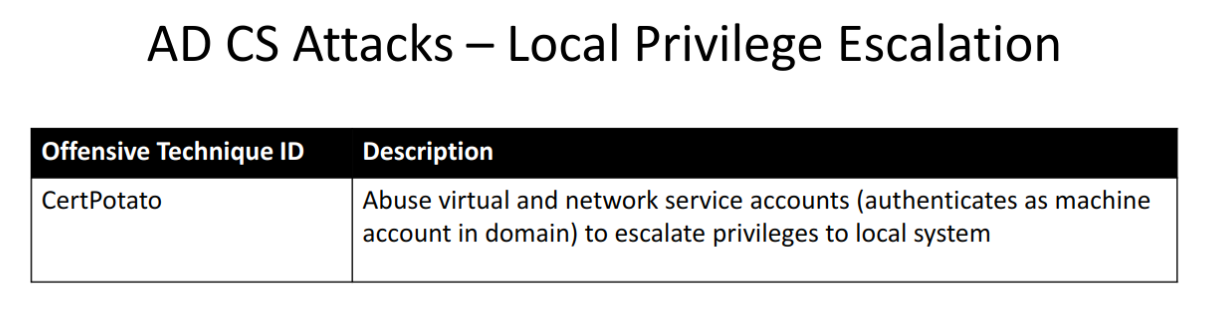 AD CS Attacks – Local Privilege Escalation
Offensive Technique ID Description
CertPotato Abuse virtual and network service accounts (authenticates as machine
account in domain) to escalate privileges to local system